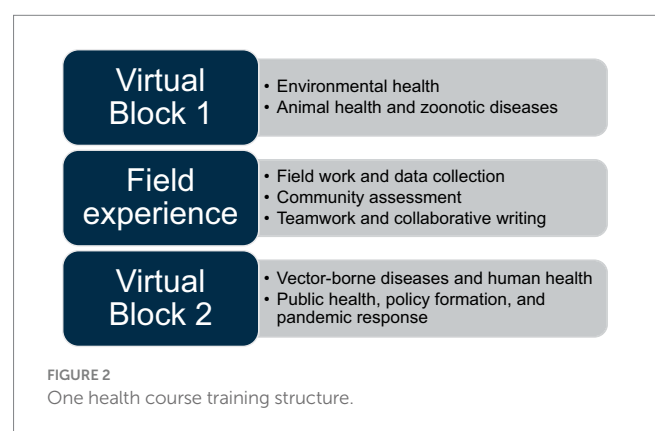 Virtual
Block 1
• Environmental health
• Animal health and zoonotic diseases
Field
experience
• Field work and data collection
• Community assessment
• Teamwork and collaborative writing
Virtual
Block 2
• Vector-borne diseases and human health
• Public health, policy formation, and
pandemic response
FIGURE 2
One health course training structure.